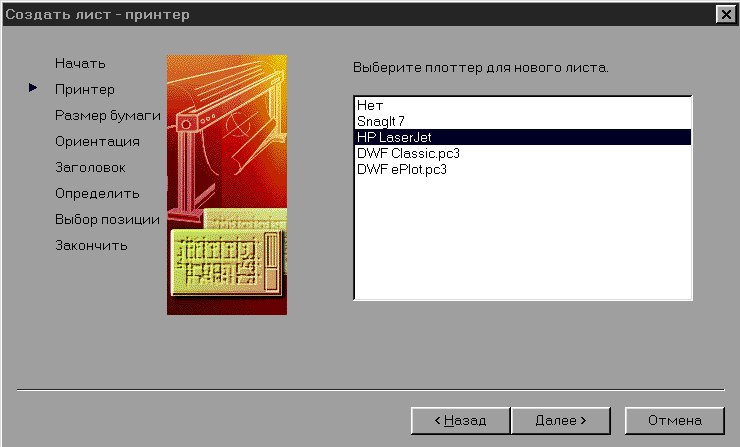 Создать лист - принтер
Начать
Принтер
Размер бумаги
Ориентация
Заголовок
Определить
Выбор позиции
Закончить
Выберите плоттер для нового листа.
Нет
SnagIt 7
HP LaserJet
DWF Classic.pc3
DWF ePlot.pc3
< Назад
Далее >
Отмена